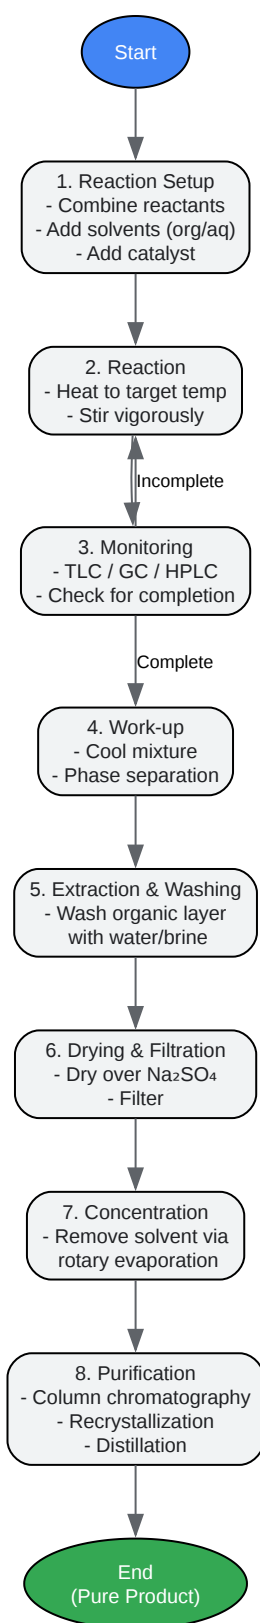 Start
1. Reaction Setup
- Combine reactants
- Add solvents (org/aq)
- Add catalyst
2. Reaction
- Heat to target temp
- Stir vigorously
Incomplete
3. Monitoring
- TLC / GC / HPLC
- Check for completion
Complete
4. Work-up
- Cool mixture
- Phase separation
5. Extraction & Washing
- Wash organic layer
with water/brine
6. Drying & Filtration
- Dry over Na₂SO₄
- Filter
7. Concentration
- Remove solvent via
rotary evaporation
8. Purification
- Column chromatography
- Recrystallization
- Distillation
End
(Pure Product)